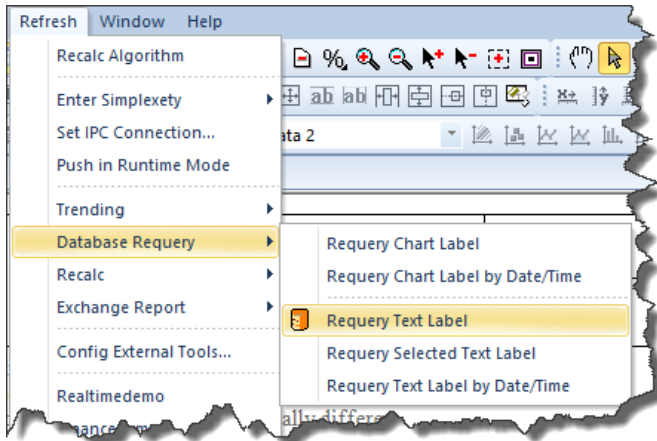 Refresh Window Help
Recalc Algorithm
Enter Simplexety
Set IPC Connection...
ata 2
Push in Runtime Mode
Trending
Database Requery
Requery Chart Label
Recalc
Requery Chart Label by Date/Time
Exchange Report
Requery Text Label
Config External Tools...
Requery Selected Text Label
Requery Text Label by Date/Time
Realtimedemo